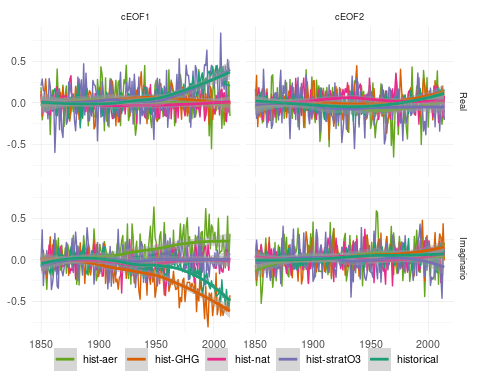 cEOF1 cEOF2
0.5
0.0
-0.5
Real
0.5
0.0
-0.5
Imaginario
1850 1900 1950 2000 1850 1900 1950 2000
hist-aer hist-GHG hist-nat hist-stratO3 historical